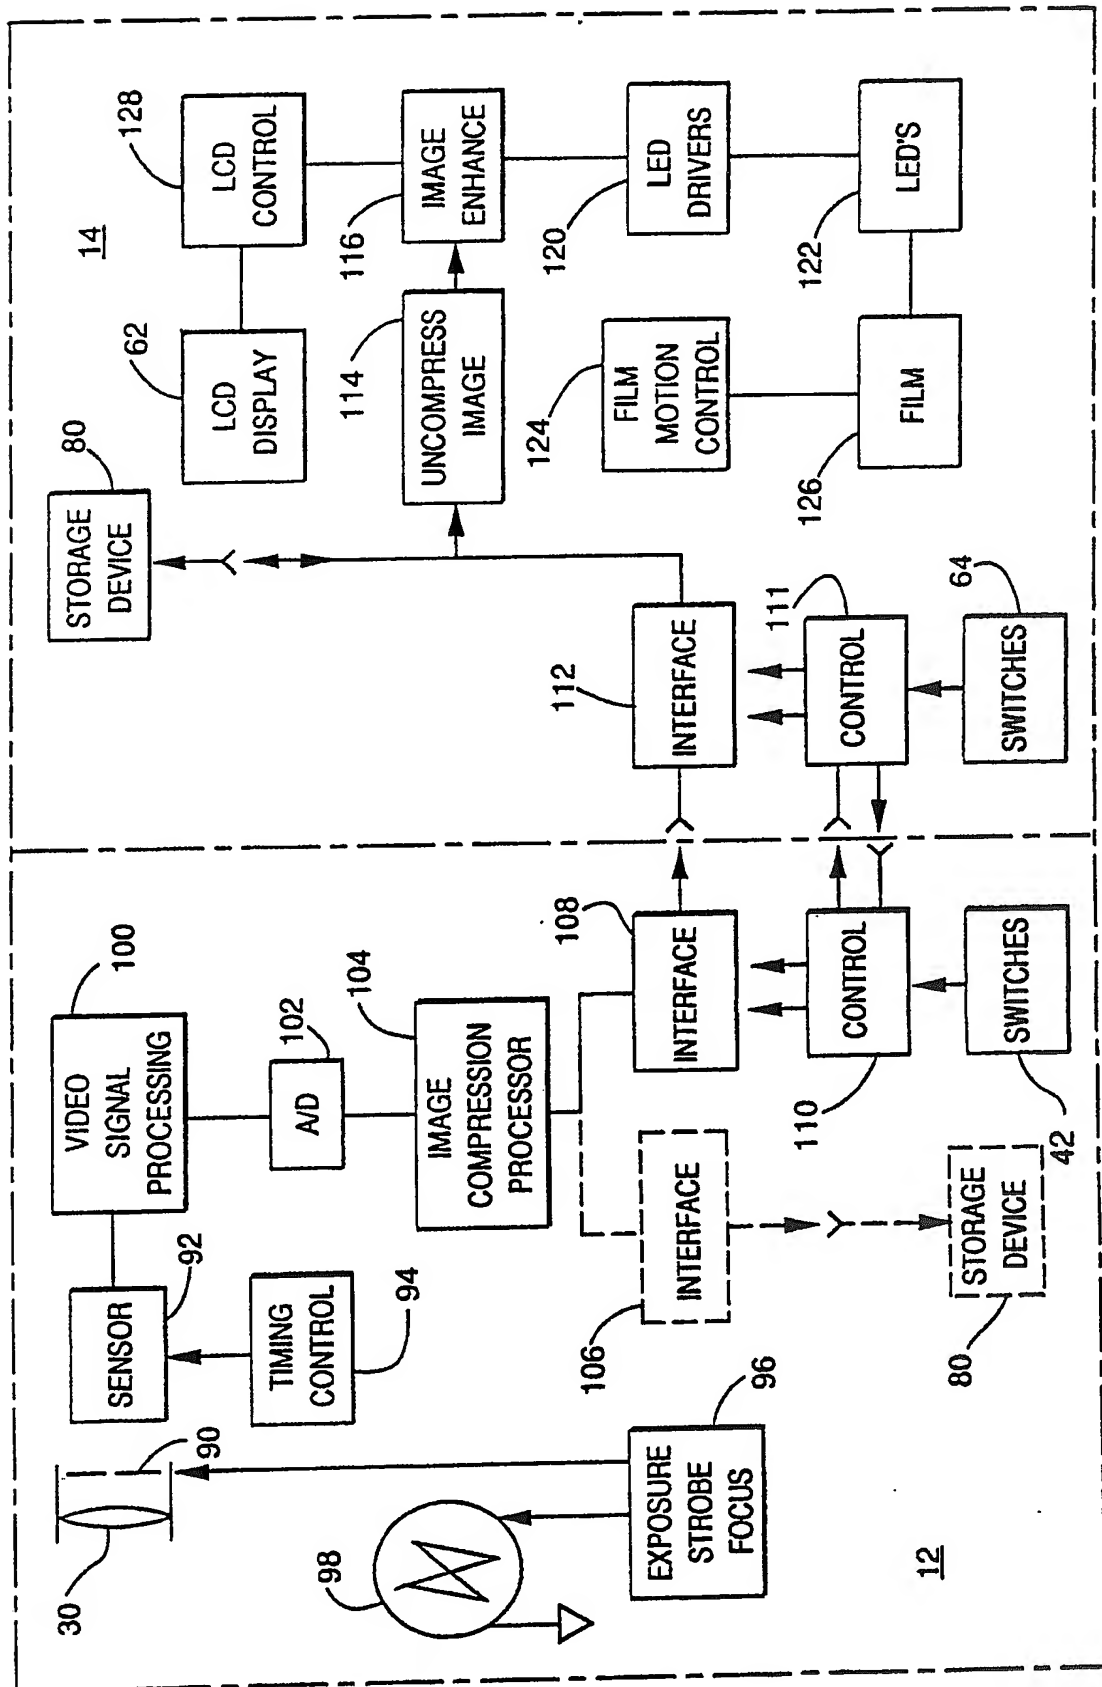 30
90
SENSOR
92
TIMING
CONTROL
94
98
EXPOSURE
STROBE
FOCUS
96
12
VIDEO
SIGNAL
PROCESSING
100
A/D
102
IMAGE
COMPRESSION
PROCESSOR
104
INTERFACE
106
STORAGE
DEVICE
80
INTERFACE
108
CONTROL
110
SWITCHES
42
14
STORAGE
DEVICE
80
LCD
DISPLAY
62
LCD
CONTROL
128
UNCOMPRESS
IMAGE
114
IMAGE
ENHANCE
116
INTERFACE
112
CONTROL
111
SWITCHES
64
FILM
MOTION
CONTROL
124
LED
DRIVERS
120
FILM
126
LED'S
122